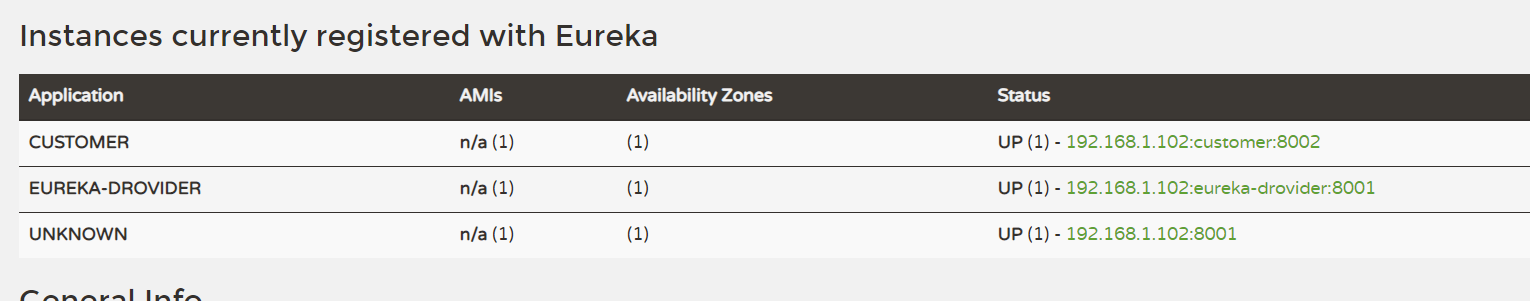 Instances currently registered with Eureka
Application AMIs Availability Zones Status
CUSTOMER n/a (1) (1) UP (1) - 192.168.1.102:customer:8002
EUREKA-DROVIDER n/a (1) (1) UP (1) - 192.168.1.102:eureka-drovider:8001
UNKNOWN n/a (1) (1) UP (1) - 192.168.1.102:8001
General Info